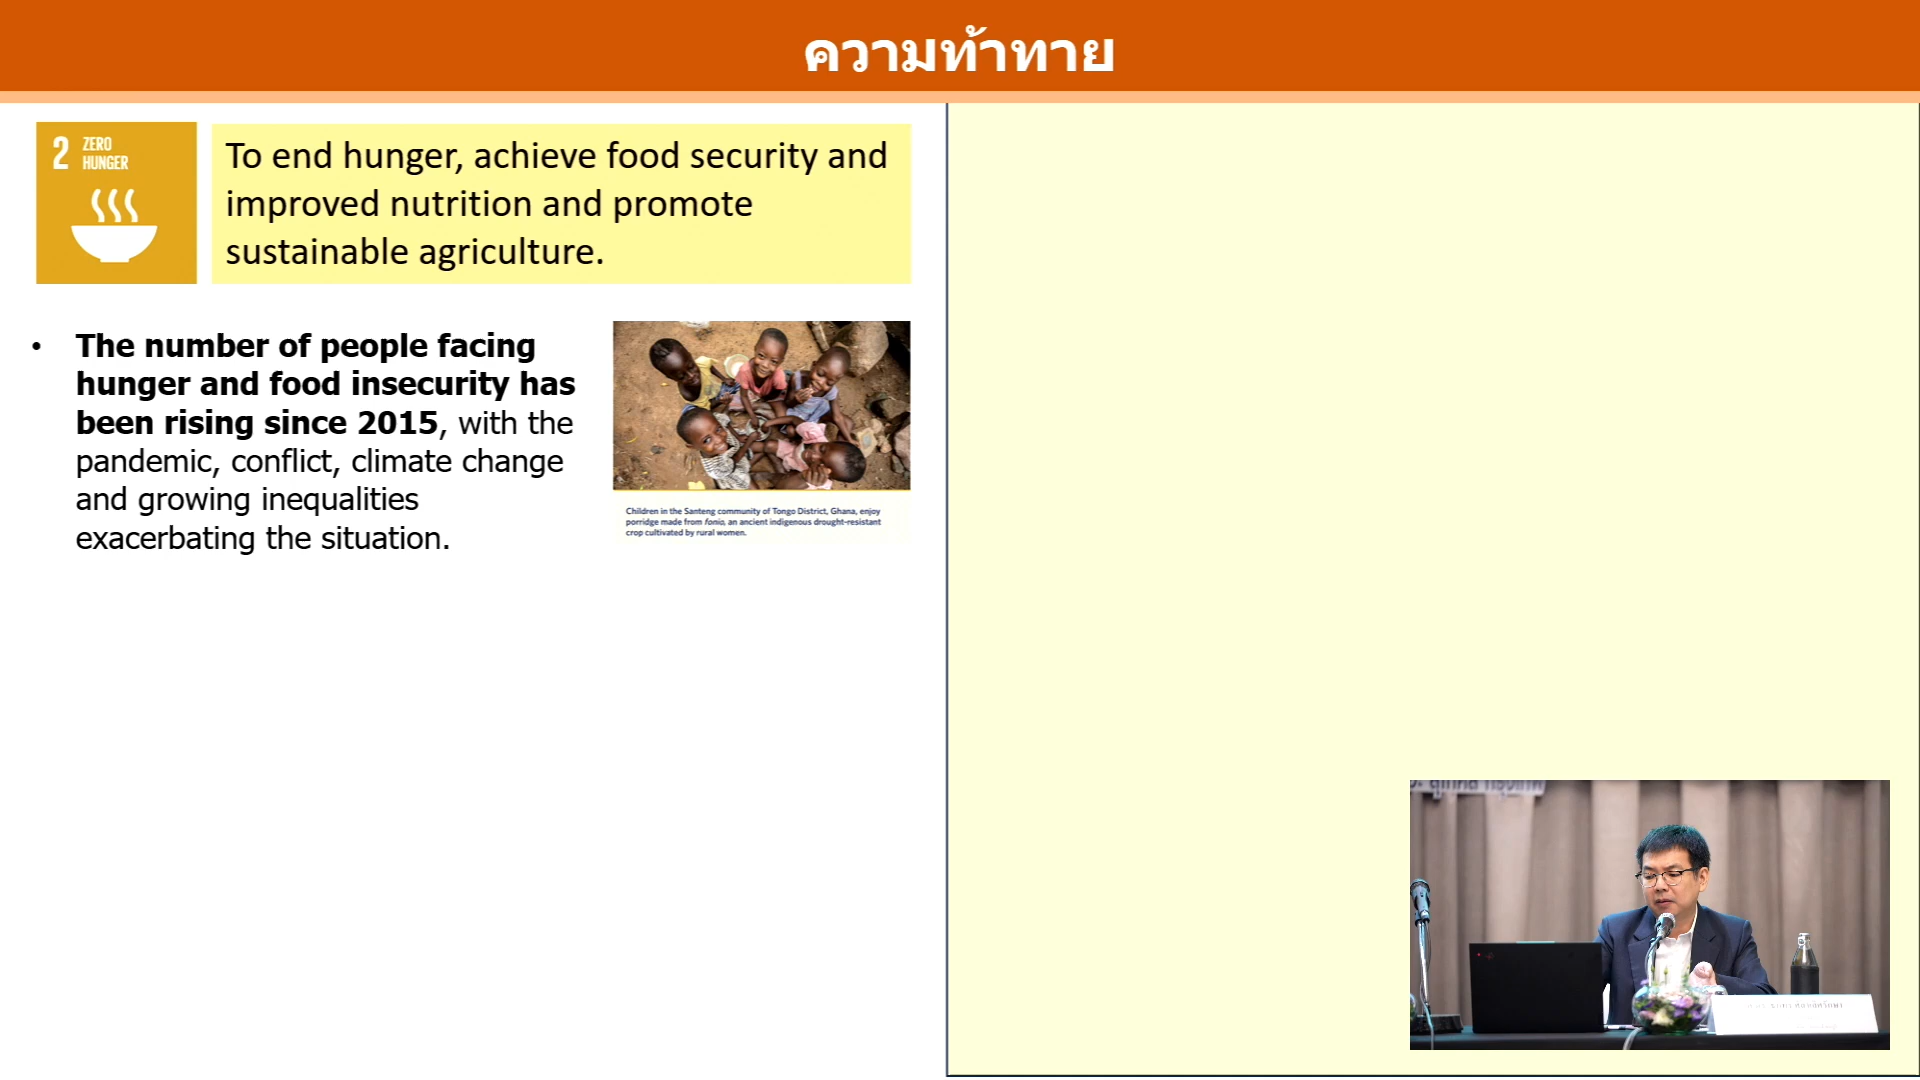 ความท้าทาย
2 ZERO
HUNGER
To end hunger, achieve food security and
improved nutrition and promote
sustainable agriculture.
• The number of people facing
hunger and food insecurity has
been rising since 2015, with the
pandemic, conflict, climate change
and growing inequalities
exacerbating the situation.
Children in the Santeng community of Tongo District, Ghana, enjoy
porridge made from fonio, an ancient indigenous drought-resistant
crop cultivated by rural women.